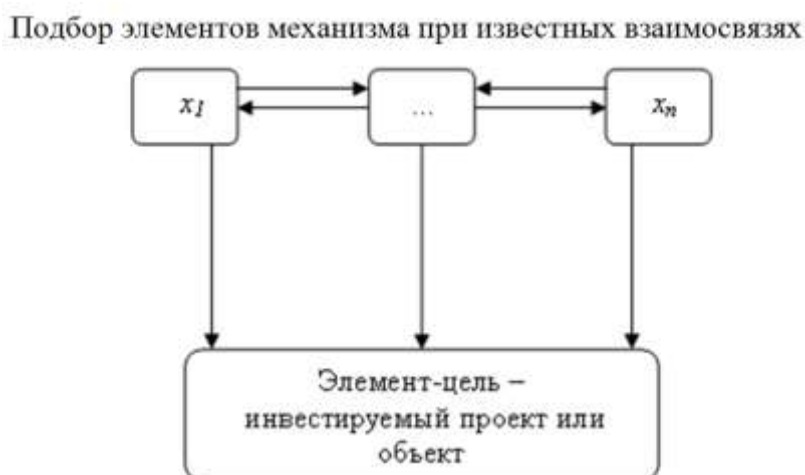 Подбор элементов механизма при известных взаимосвязях
x₁ ... xₙ
Элемент-цель –
инвестируемый проект или
объект